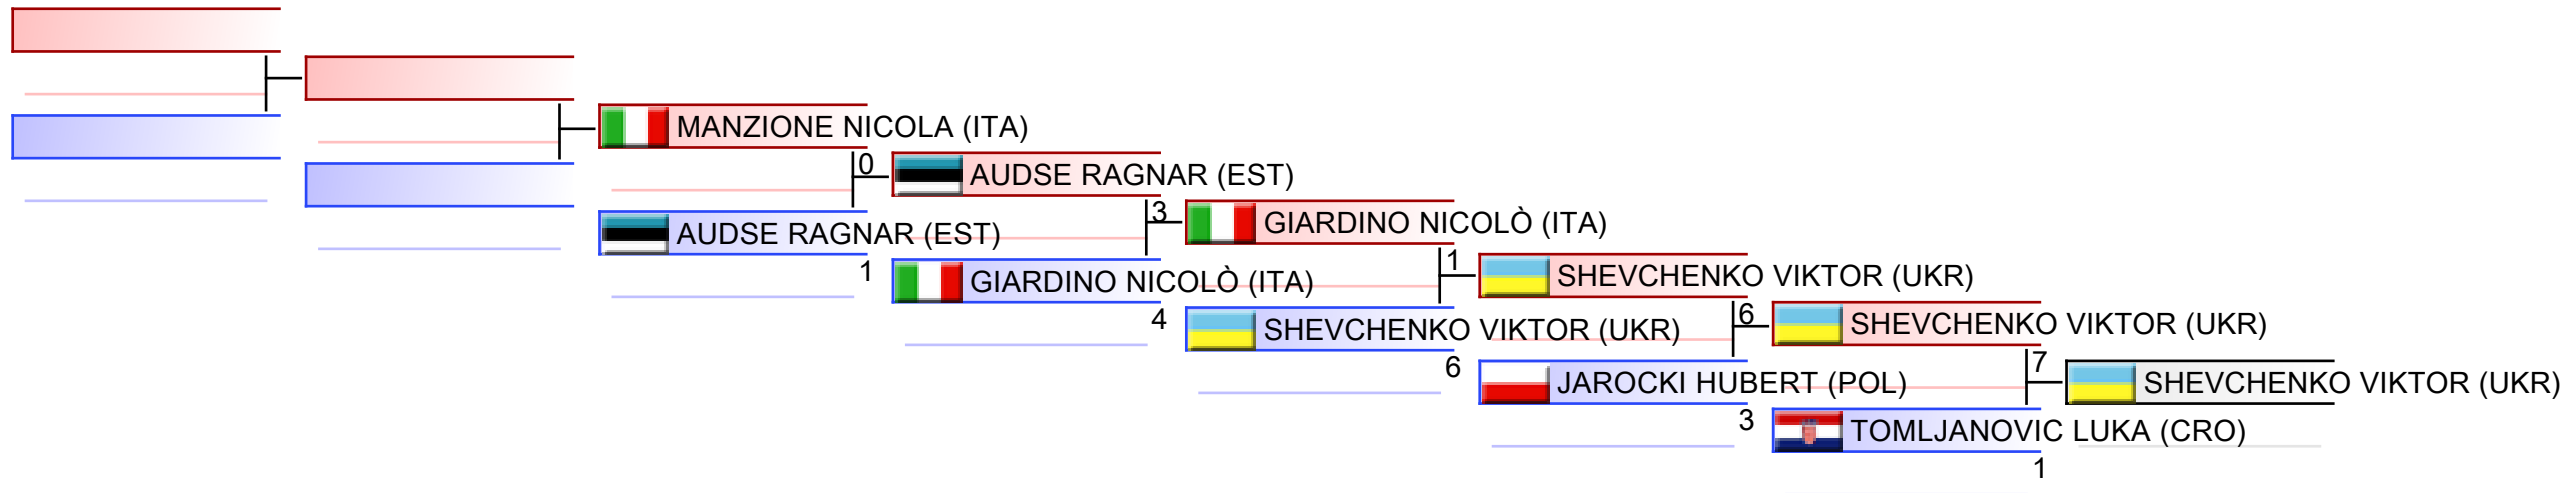 MANZIONE NICOLA (ITA)
0
AUDSE RAGNAR (EST)
AUDSE RAGNAR (EST)
1
3
GIARDINO NICOLÒ (ITA)
GIARDINO NICOLÒ (ITA)
4
1
SHEVCHENKO VIKTOR (UKR)
SHEVCHENKO VIKTOR (UKR)
6
6
SHEVCHENKO VIKTOR (UKR)
JAROCKI HUBERT (POL)
3
7
SHEVCHENKO VIKTOR (UKR)
TOMLJANOVIC LUKA (CRO)
1